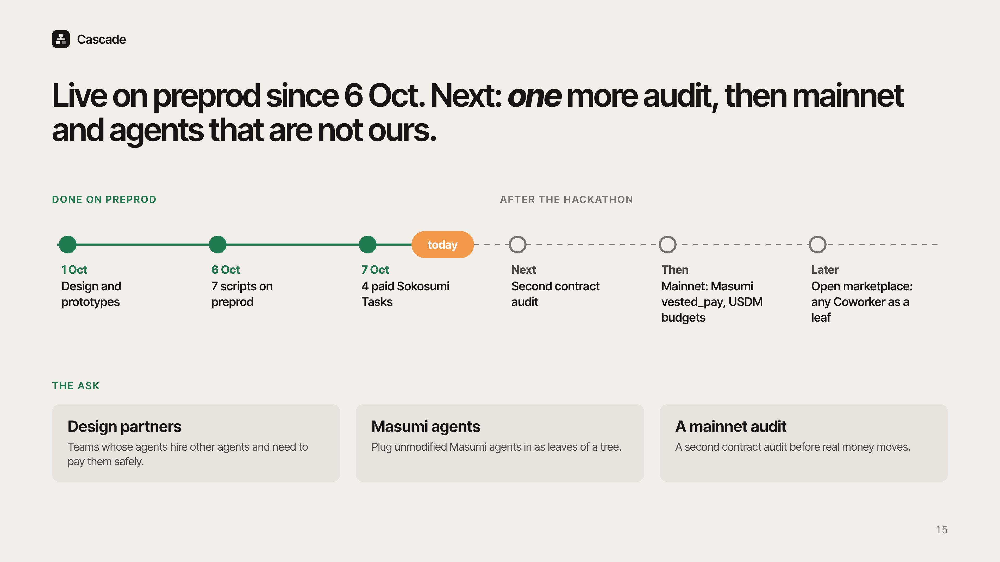 Cascade
Live on preprod since 6 Oct. Next: one more audit, then mainnet
and agents that are not ours.
DONE ON PREPROD
AFTER THE HACKATHON
today
1 Oct
Design and
prototypes
6 Oct
7 scripts on
preprod
7 Oct
4 paid Sokosumi
Tasks
Next
Second contract
audit
Then
Mainnet: Masumi
vested_pay, USDM
budgets
Later
Open marketplace:
any Coworker as a
leaf
THE ASK
Design partners
Teams whose agents hire other agents and need to
pay them safely.
Masumi agents
Plug unmodified Masumi agents in as leaves of a tree.
A mainnet audit
A second contract audit before real money moves.
15